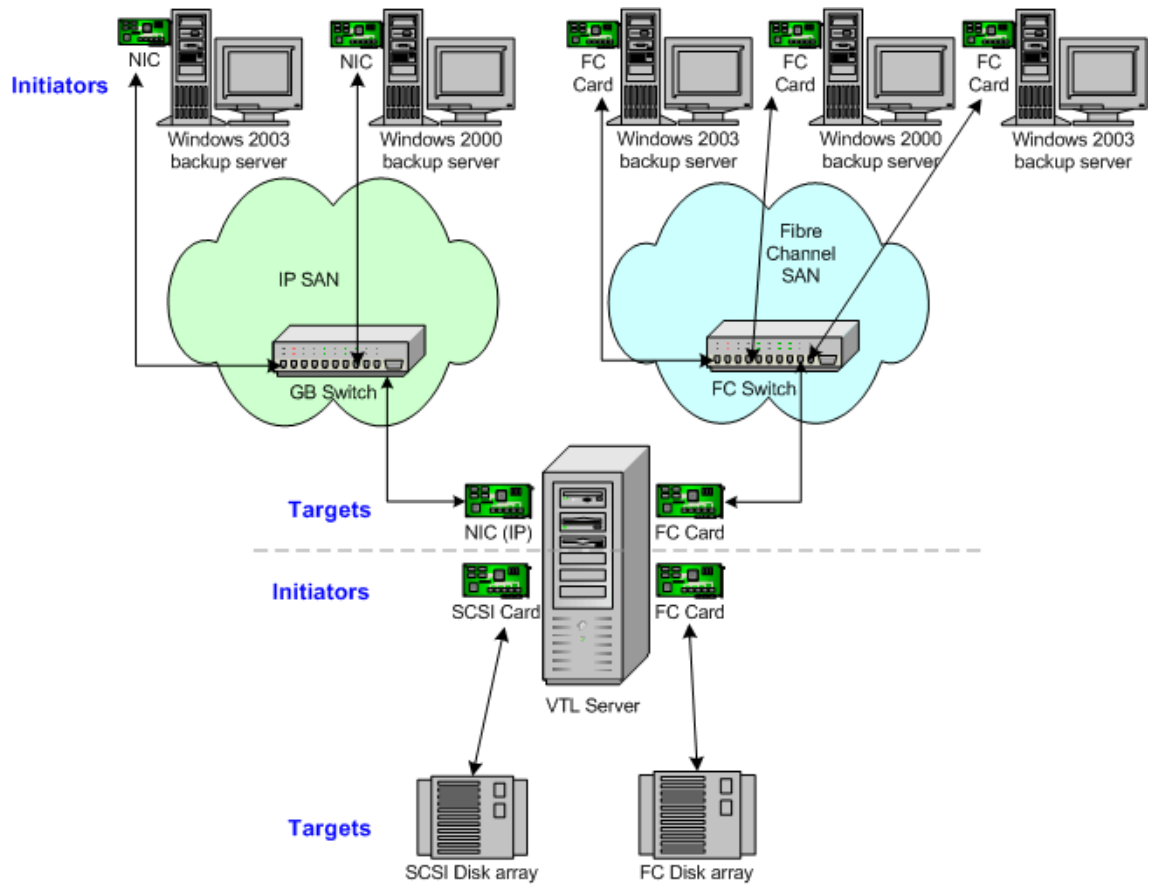 NIC
NIC
FC
Card
FC
Card
FC
Card
Initiators
Windows 2003
backup server
Windows 2000
backup server
Windows 2003
backup server
Windows 2000
backup server
Windows 2003
backup server
IP SAN
Fibre
Channel
SAN
GB Switch
FC Switch
Targets
NIC (IP)
FC Card
Initiators
SCSI Card
FC Card
VTL Server
Targets
SCSI Disk array
FC Disk array